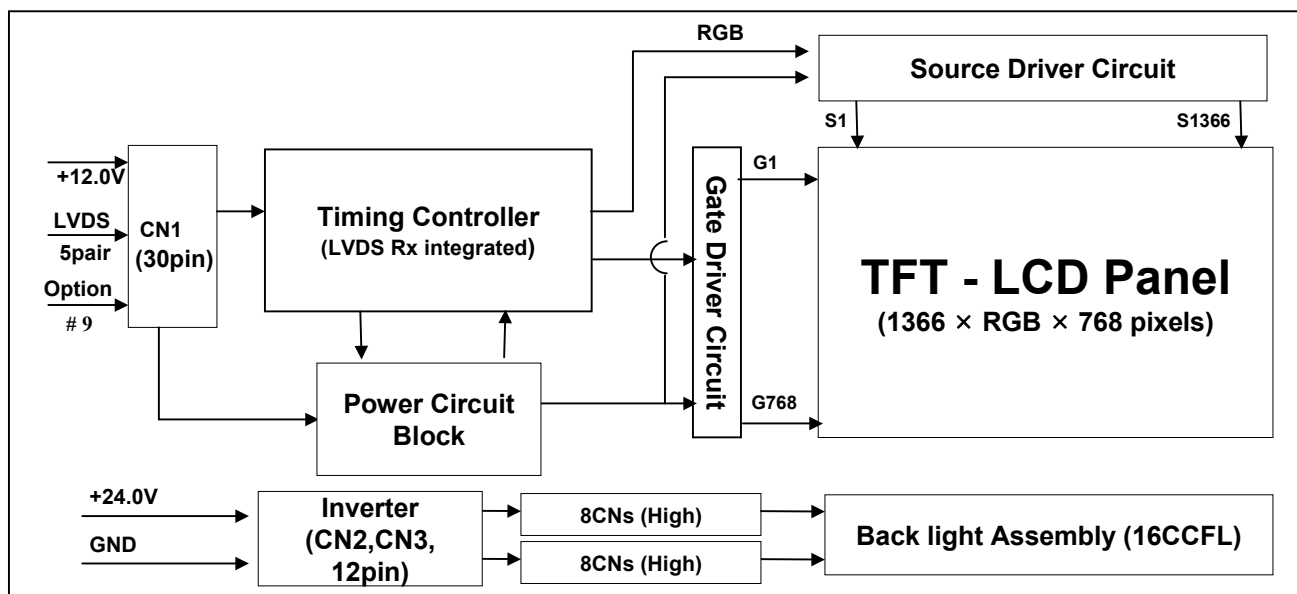 RGB
Source Driver Circuit
S1
S1366
+12.0V
LVDS
5pair
Option
# 9
CN1
(30pin)
Timing Controller
(LVDS Rx integrated)
Gate Driver Circuit
G1
G768
TFT - LCD Panel
(1366 × RGB × 768 pixels)
Power Circuit
Block
+24.0V
GND
Inverter
(CN2,CN3,
12pin)
8CNs (High)
8CNs (High)
Back light Assembly (16CCFL)